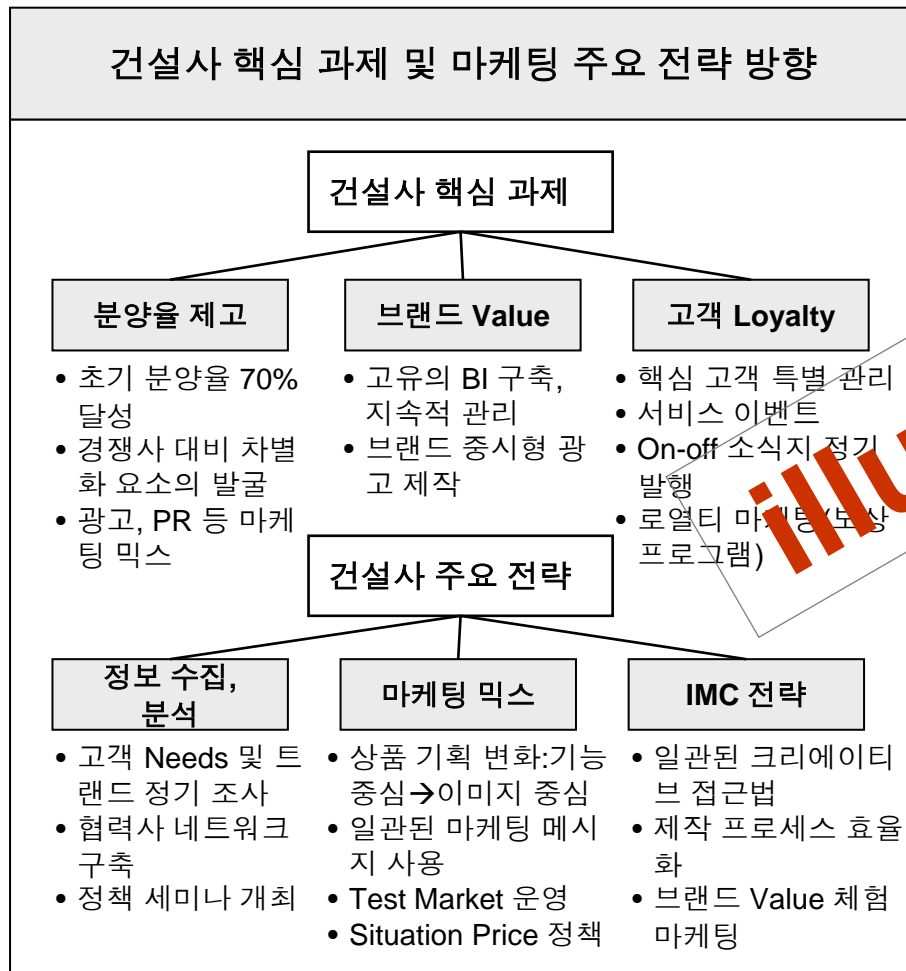 건설사 핵심 과제 및 마케팅 주요 전략 방향
건설사 핵심 과제
분양율 제고
• 초기 분양율 70%
달성
• 경쟁사 대비 차별
화 요소의 발굴
• 광고, PR 등 마케
팅 믹스
브랜드 Value
• 고유의 BI 구축,
지속적 관리
• 브랜드 중시형 광
고 제작
고객 Loyalty
• 핵심 고객 특별 관리
• 서비스 이벤트
• On-off 소식지 정기
발행
• 로열티 마케팅(보상
프로그램)
illu
건설사 주요 전략
정보 수집,
분석
• 고객 Needs 및 트
랜드 정기 조사
• 협력사 네트워크
구축
• 정책 세미나 개최
마케팅 믹스
• 상품 기획 변화:기능
중심→이미지 중심
• 일관된 마케팅 메시
지 사용
• Test Market 운영
• Situation Price 정책
IMC 전략
• 일관된 크리에이티
브 접근법
• 제작 프로세스 효율
화
• 브랜드 Value 체험
마케팅